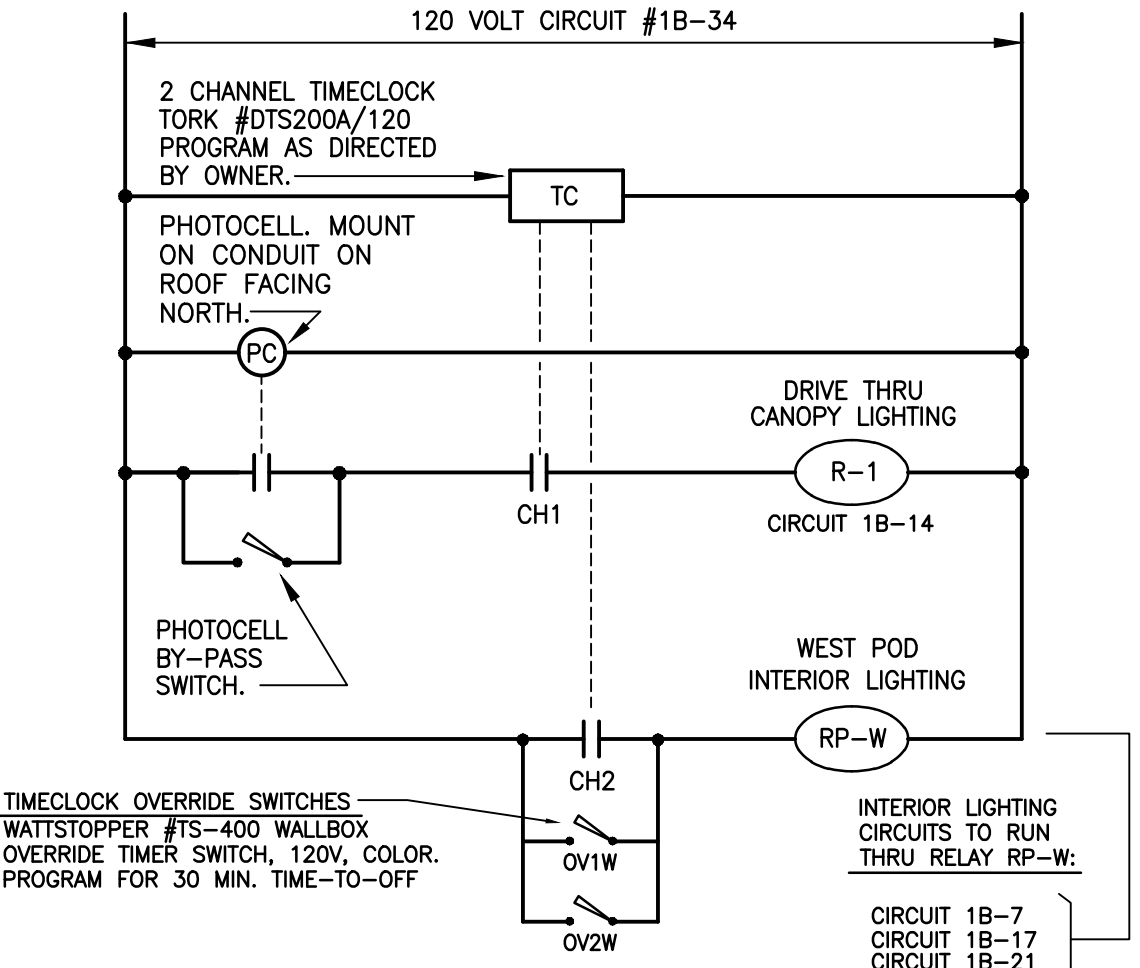 120 VOLT CIRCUIT #1B-34
2 CHANNEL TIMECLOCK
TORK #DTS200A/120
PROGRAM AS DIRECTED
BY OWNER.
TC
PHOTOCELL. MOUNT
ON CONDUIT ON
ROOF FACING
NORTH.
PC
DRIVE THRU
CANOPY LIGHTING
R-1
CH1
CIRCUIT 1B-14
PHOTOCELL
BY-PASS
SWITCH.
WEST POD
INTERIOR LIGHTING
RP-W
CH2
TIMECLOCK OVERRIDE SWITCHES
WATTSTOPPER #TS-400 WALLBOX
OVERRIDE TIMER SWITCH, 120V, COLOR.
PROGRAM FOR 30 MIN. TIME-TO-OFF
OV1W
OV2W
INTERIOR LIGHTING
CIRCUITS TO RUN
THRU RELAY RP-W:
CIRCUIT 1B-7
CIRCUIT 1B-17
CIRCUIT 1B-21